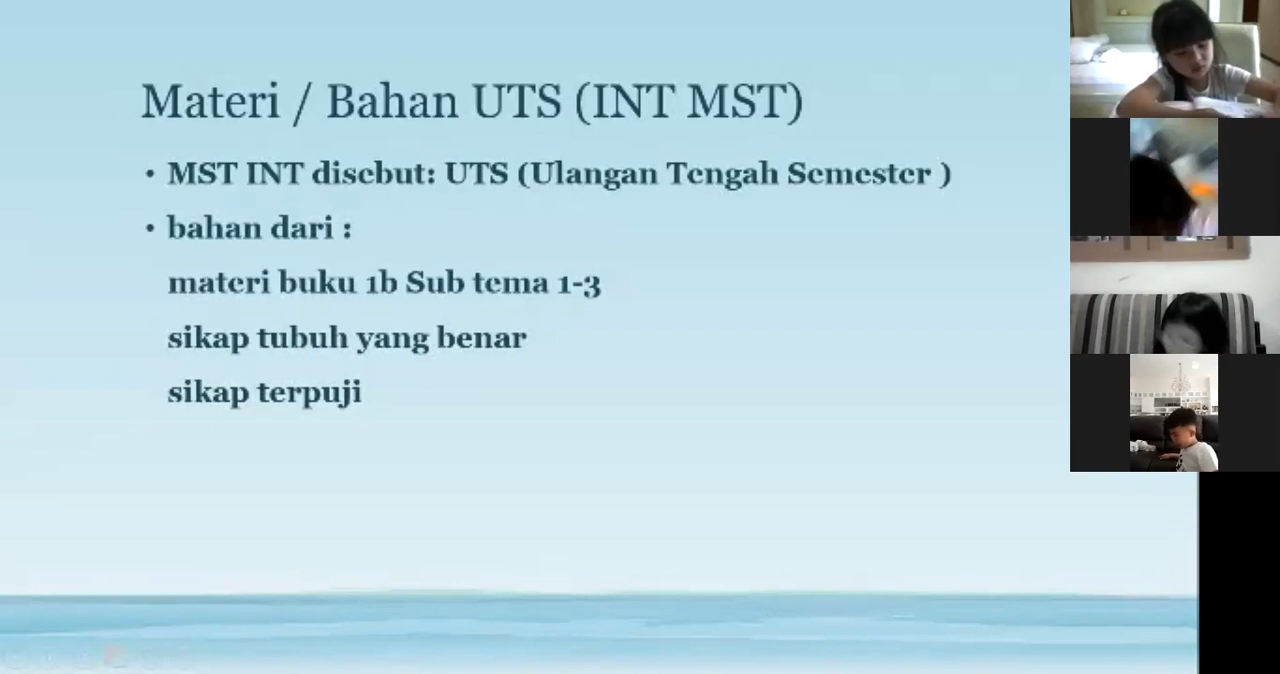 Materi / Bahan UTS (INT MST)
• MST INT disebut: UTS (Ulangan Tengah Semester )
• bahan dari :
materi buku 1b Sub tema 1-3
sikap tubuh yang benar
sikap terpuji